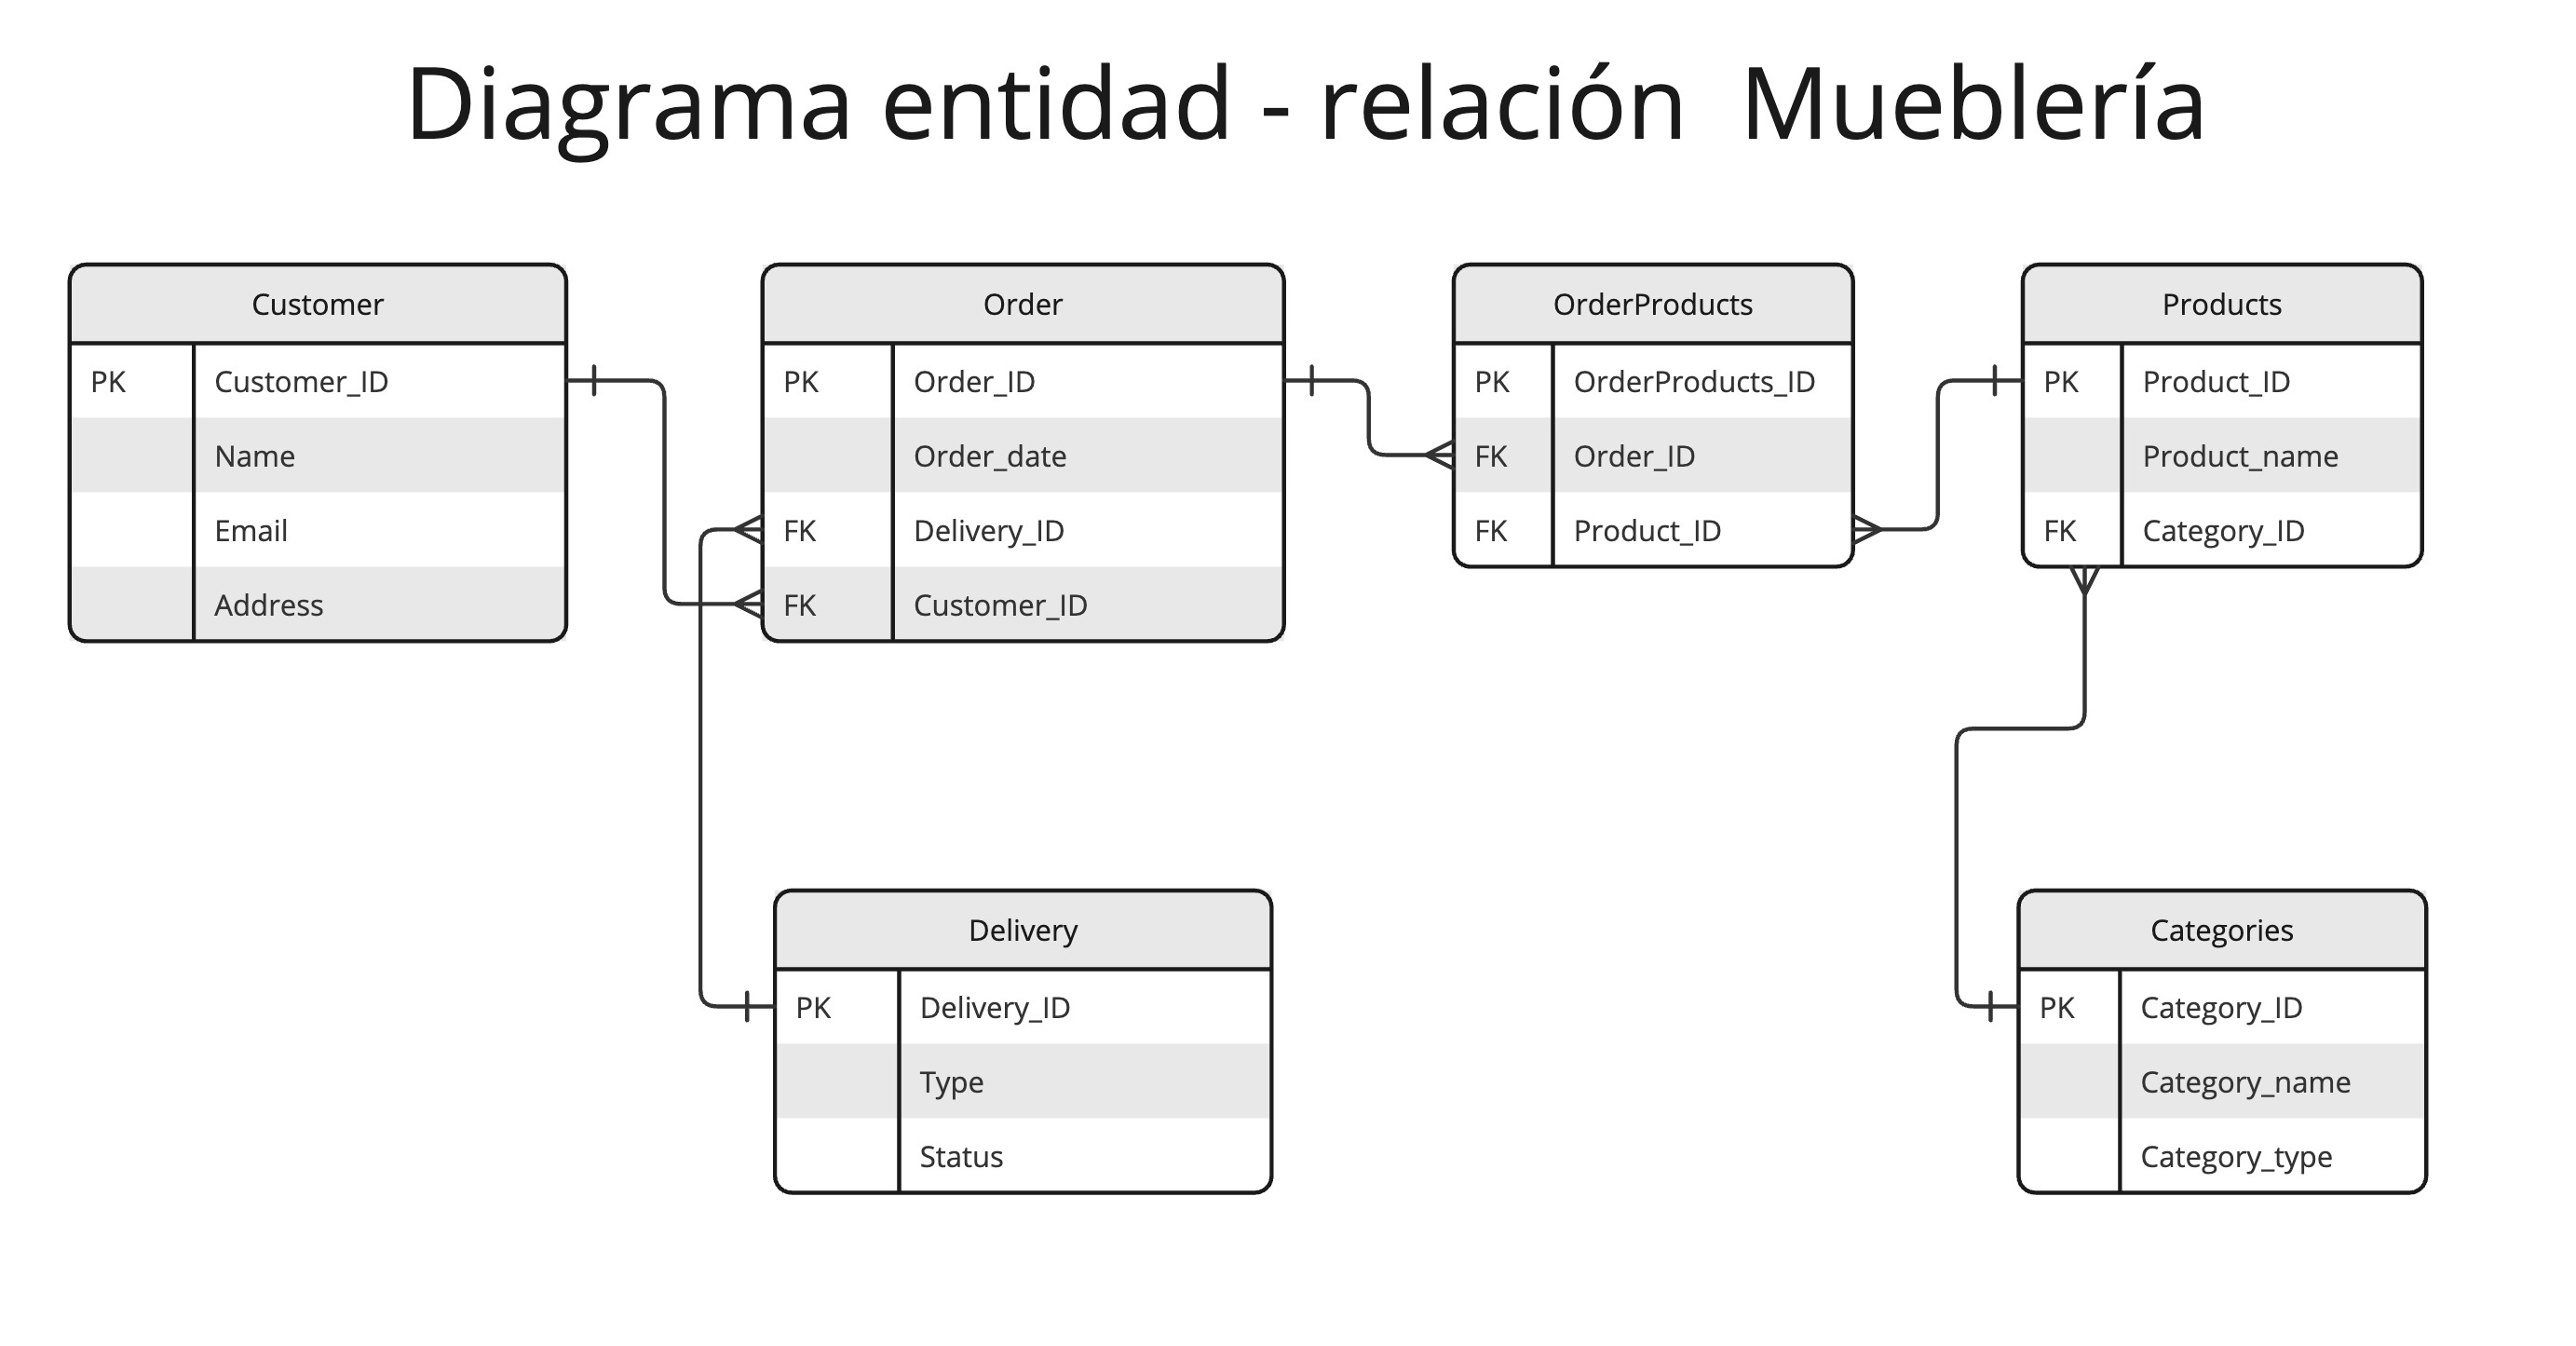 Diagrama entidad - relación  Mueblería
Customer
PK Customer_ID
Name
Email
Address
Order
PK Order_ID
Order_date
FK Delivery_ID
FK Customer_ID
OrderProducts
PK OrderProducts_ID
FK Order_ID
FK Product_ID
Products
PK Product_ID
Product_name
FK Category_ID
Delivery
PK Delivery_ID
Type
Status
Categories
PK Category_ID
Category_name
Category_type